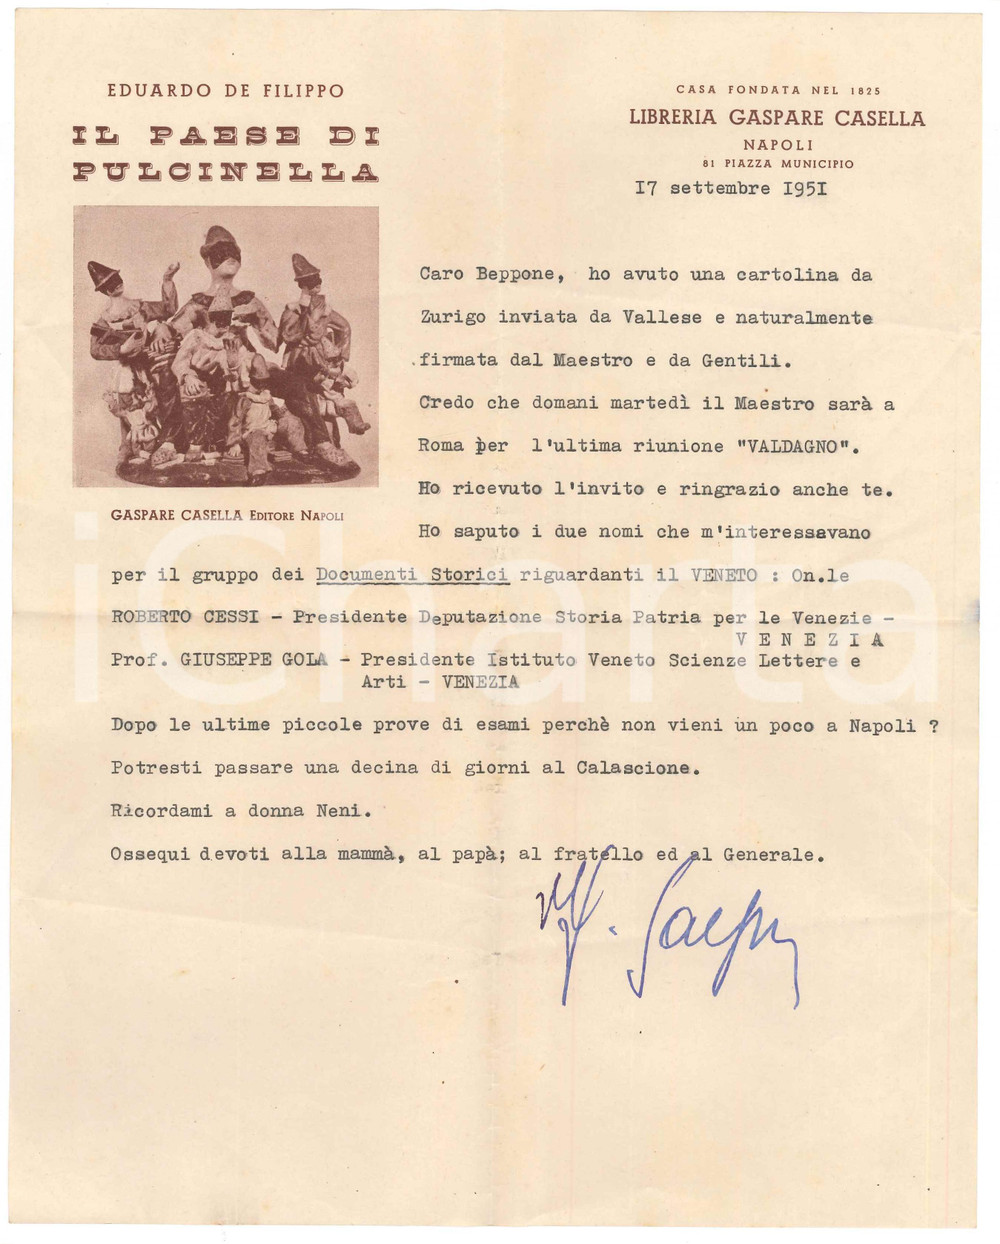 EDUARDO DE FILIPPO
IL PAESE DI
PULCINELLA
GASPARE CASELLA EDITORE NAPOLI
CASA FONDATA NEL 1825
LIBRERIA GASPARE CASELLA
NAPOLI
81 PIAZZA MUNICIPIO
I7 settembre I95I
Caro Beppone, ho avuto una cartolina da
Zurigo inviata da Vallese e naturalmente
firmata dal Maestro e da Gentili.
Credo che domani martedì il Maestro sarà a
Roma per l'ultima riunione "VALDAGNO".
Ho ricevuto l'invito e ringrazio anche te.
Ho saputo i due nomi che m'interessavano
per il gruppo dei Documenti Storici riguardanti il VENETO : On.le
ROBERTO CESSI - Presidente Deputazione Storia Patria per le Venezie -
VENEZIA
Prof. GIUSEPPE GOLA - Presidente Istituto Veneto Scienze Lettere e
Arti - VENEZIA
Dopo le ultime piccole prove di esami perchè non vieni un poco a Napoli ?
Potresti passare una decina di giorni al Calascione.
Ricordami a donna Neni.
Ossequi devoti alla mammà, al papà; al fratello ed al Generale.
iCharta